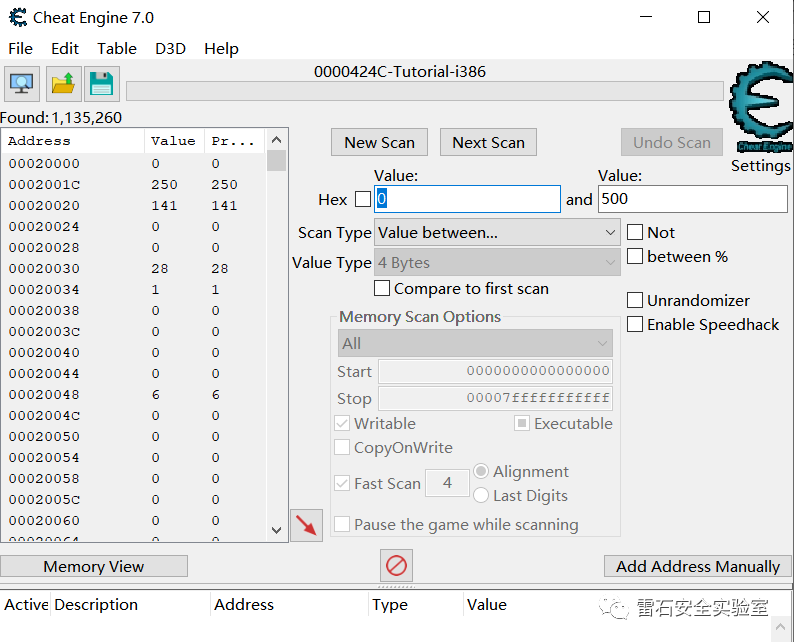 Cheat Engine 7.0
File Edit Table D3D Help
0000424C-Tutorial-i386
Found: 1,135,260
Cheat Engine
Settings
Address Value Pr...
00020000 0 0
0002001C 250 250
00020020 141 141
00020024 0 0
00020028 0 0
00020030 28 28
00020034 1 1
00020038 0 0
0002003C 0 0
00020040 0 0
00020044 0 0
00020048 6 6
0002004C 0 0
00020050 0 0
00020054 0 0
00020058 0 0
0002005C 0 0
00020060 0 0
00020064 0 0
New Scan Next Scan Undo Scan
Value: Value:
Hex 0 and 500
Scan Type Value between... Not
Value Type 4 Bytes between %
Compare to first scan
Unrandomizer
Enable Speedhack
Memory Scan Options
All
Start 0000000000000000
Stop 00007fffffffffff
Writable Executable
CopyOnWrite
Fast Scan 4 Alignment
Last Digits
Pause the game while scanning
Memory View Add Address Manually
Active Description Address Type Value
雷石安全实验室